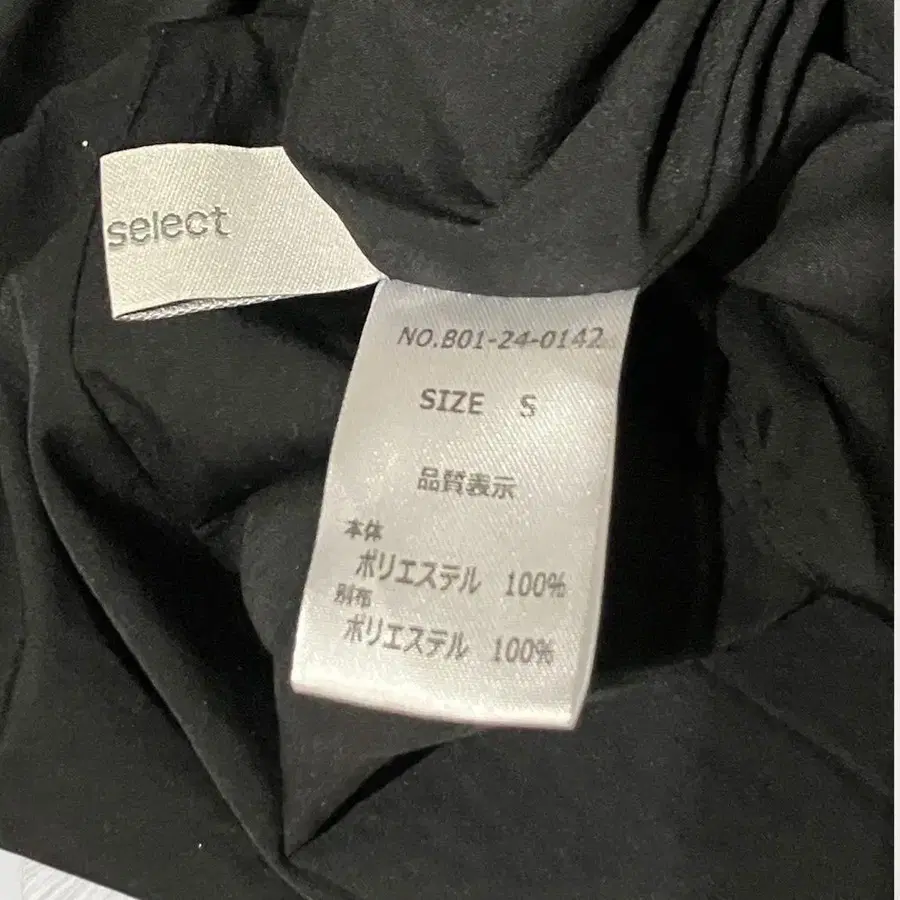 select
NO.B01-24-0142
SIZE S
品質表示
本体
ポリエステル 100%
別布
ポリエステル 100%